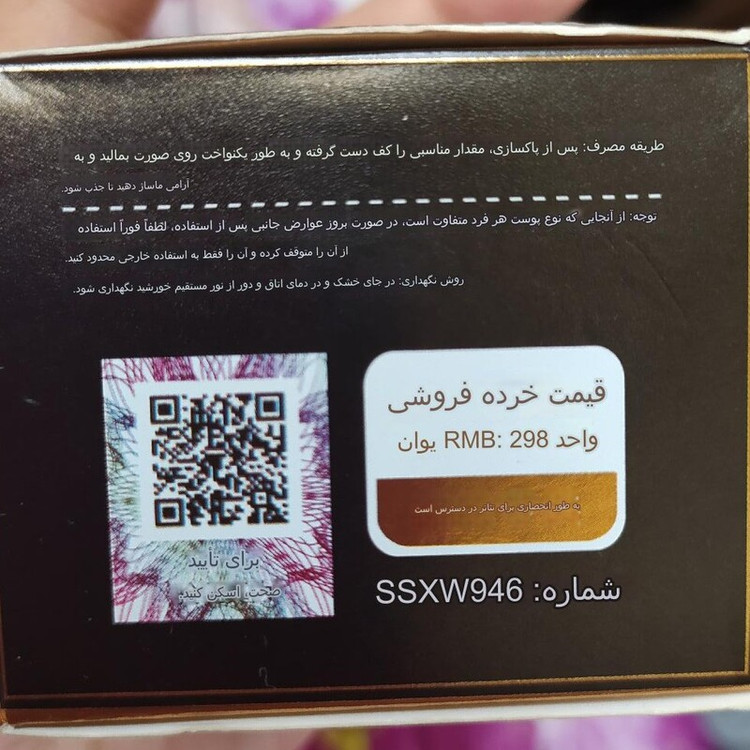 طریقه مصرف: پس از پاکسازی، مقدار مناسبی را کف دست گرفته و به طور یکنواخت روی صورت بمالید و به
آرامی ماساژ دهید تا جذب شود.
توجه: از آنجایی که نوع پوست هر فرد متفاوت است، در صورت بروز عوارض جانبی پس از استفاده، لطفاً فوراً استفاده
از آن را متوقف کرده و آن را فقط به استفاده خارجی محدود کنید.
روش نگهداری: در جای خشک و در دمای اتاق و دور از نور مستقیم خورشید نگهداری شود.
قیمت خرده فروشی
واحد RMB: 298 یوان
به طور انحصاری برای تئاتر در دسترس است
برای تأیید
صحت، اسکن کنید.
شماره: SSXW946